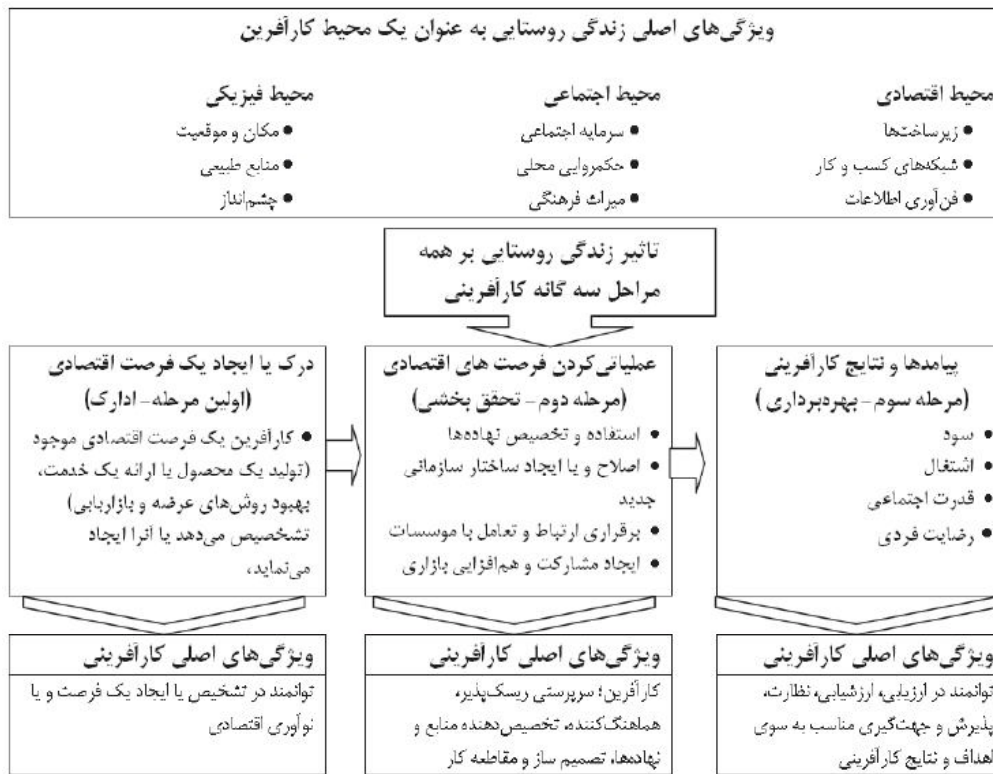 ویژگی‌های اصلی زندگی روستایی به عنوان یک محیط کارآفرین
محیط اقتصادی
● زیرساخت‌ها
● شبکه‌های کسب و کار
● فن‌آوری اطلاعات
محیط اجتماعی
● سرمایه اجتماعی
● حکمروایی محلی
● میراث فرهنگی
محیط فیزیکی
● مکان و موقعیت
● منابع طبیعی
● چشم‌انداز
تاثیر زندگی روستایی بر همه
مراحل سه گانه کارآفرینی
درک یا ایجاد یک فرصت اقتصادی
(اولین مرحله- ادارک)
● کارآفرین یک فرصت اقتصادی موجود
(تولید یک محصول یا ارائه یک خدمت،
بهبود روش‌های عرضه و بازاریابی)
تشخصیص می‌دهد یا آنرا ایجاد
می‌نماید،
عملیاتی‌کردن فرصت های اقتصادی
(مرحله دوم- تحقق بخشی)
● استفاده و تخصیص نهاده‌ها
● اصلاح و یا ایجاد ساختار سازمانی
جدید
● برقراری ارتباط و تعامل با موسسات
● ایجاد مشارکت و هم‌افزایی بازاری
پیامدها و نتایج کارآفرینی
(مرحله سوم- بهره‌برداری )
● سود
● اشتغال
● قدرت اجتماعی
● رضایت فردی
ویژگی‌های اصلی کارآفرینی
توانمند در تشخیص یا ایجاد یک فرصت و یا
نوآوری اقتصادی
ویژگی‌های اصلی کارآفرینی
کارآفرین؛ سرپرستی ریسک‌پذیر،
هماهنگ‌کننده، تخصیص‌دهنده منابع و
نهاده‌ها، تصمیم ساز و مقاطعه کار
ویژگی‌های اصلی کارآفرینی
توانمند در ارزیابی، ارزشیابی، نظارت،
پذیرش و جهت‌گیری مناسب به سوی
اهداف و نتایج کارآفرینی